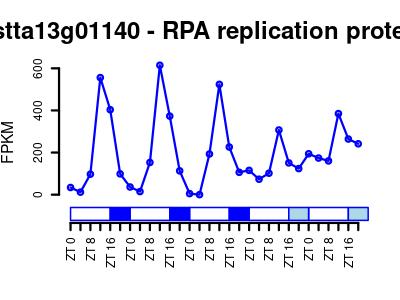 stta13g01140 - RPA replication prote
FPKM
600
400
200
0
ZT 0
ZT 8
ZT 16
ZT 0
ZT 8
ZT 16
ZT 0
ZT 8
ZT 16
ZT 0
ZT 8
ZT 16
ZT 0
ZT 8
ZT 16